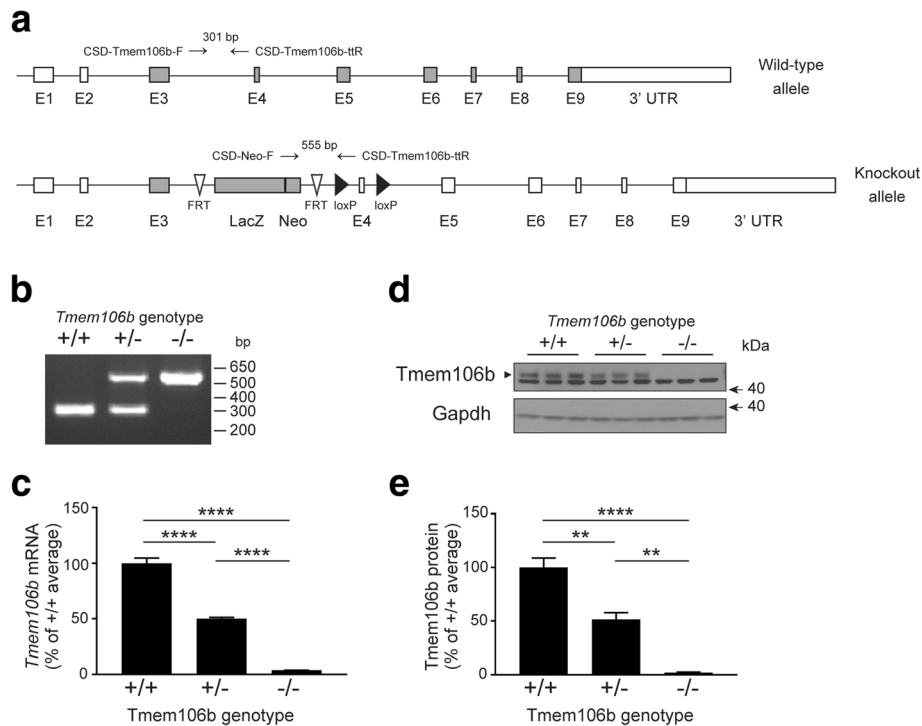 a
301 bp
CSD-Tmem106b-F → ← CSD-Tmem106b-ttR
Wild-type
allele
E1 E2 E3 E4 E5 E6 E7 E8 E9 3’ UTR
555 bp
CSD-Neo-F → ← CSD-Tmem106b-ttR
Knockout
allele
FRT FRT loxP loxP
E1 E2 E3 LacZ Neo E4 E5 E6 E7 E8 E9 3’ UTR
b
Tmem106b genotype
+/+ +/- -/-
bp
650
500
400
300
200
d
Tmem106b genotype
+/+ +/- -/-
kDa
Tmem106b
40
Gapdh
40
c
Tmem106b mRNA
(% of +/+ average)
150
100
50
0
****
**** ****
+/+ +/- -/-
Tmem106b genotype
e
Tmem106b protein
(% of +/+ average)
150
100
50
0
****
** **
+/+ +/- -/-
Tmem106b genotype